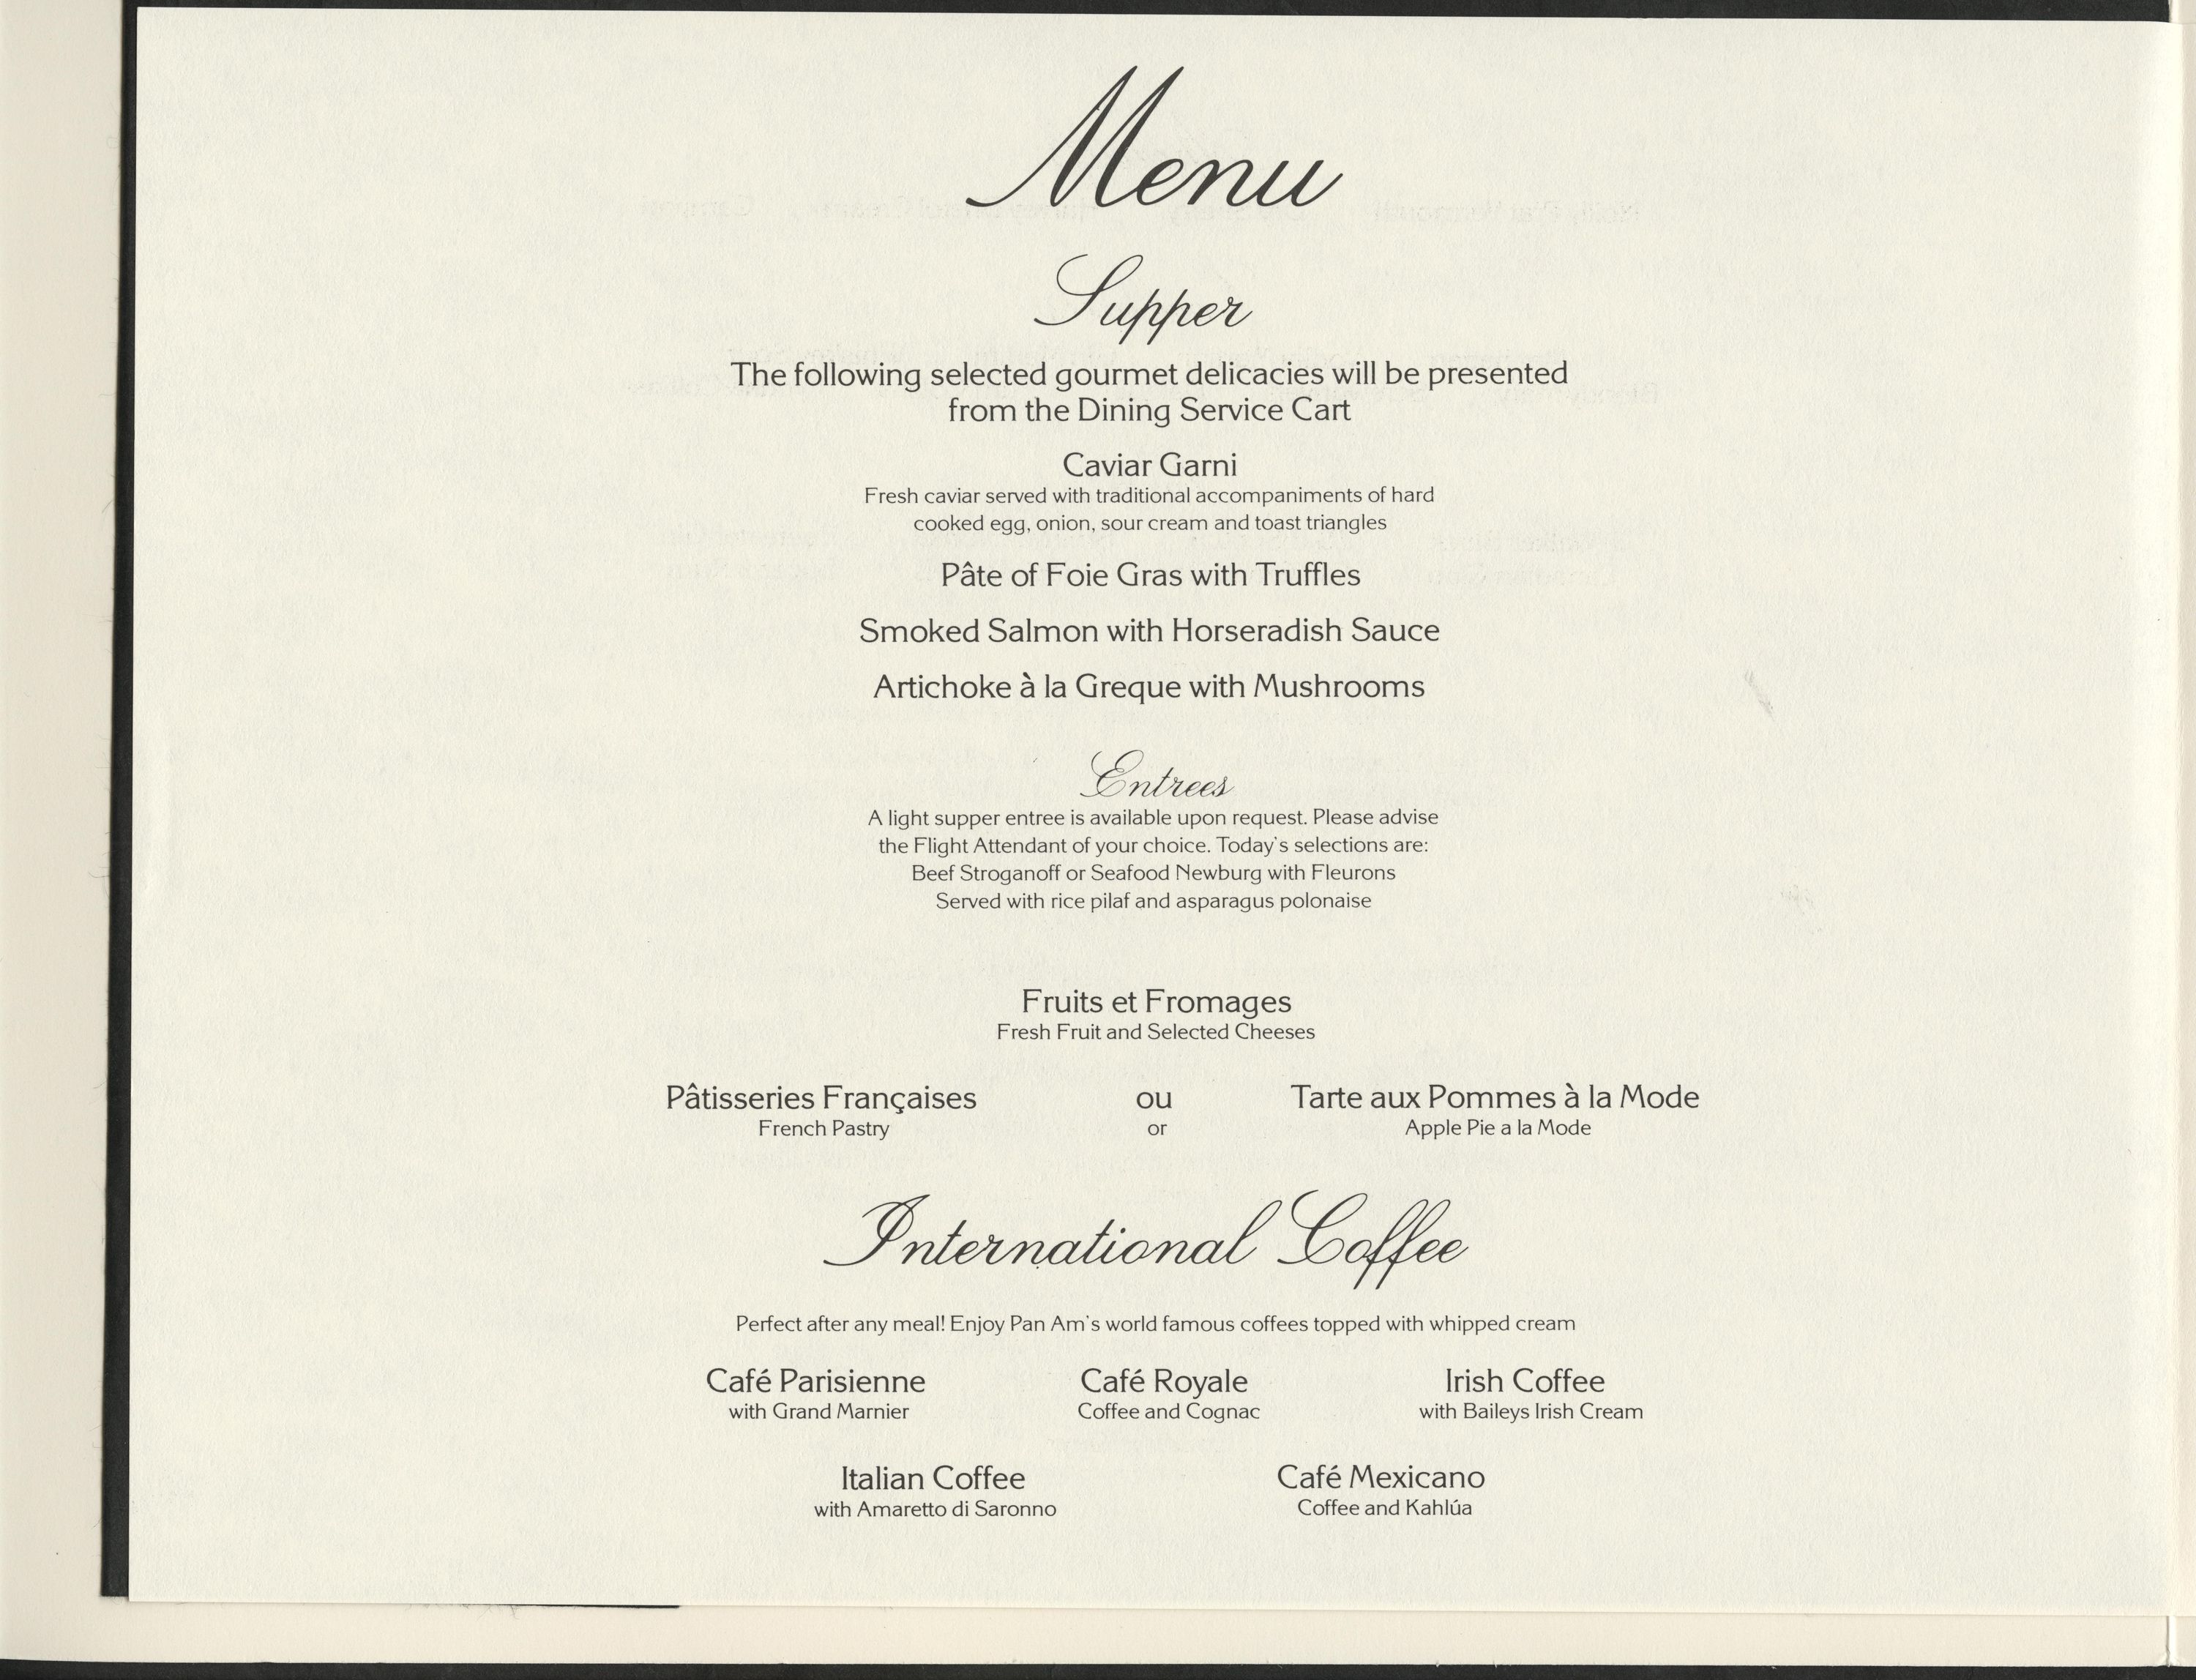 Menu
Supper
The following selected gourmet delicacies will be presented
from the Dining Service Cart
Caviar Garni
Fresh caviar served with traditional accompaniments of hard
cooked egg, onion, sour cream and toast triangles
Pâte of Foie Gras with Truffles
Smoked Salmon with Horseradish Sauce
Artichoke à la Greque with Mushrooms
Entrees
A light supper entree is available upon request. Please advise
the Flight Attendant of your choice. Today's selections are:
Beef Stroganoff or Seafood Newburg with Fleurons
Served with rice pilaf and asparagus polonaise
Fruits et Fromages
Fresh Fruit and Selected Cheeses
Pâtisseries Françaises ou Tarte aux Pommes à la Mode
French Pastry or Apple Pie a la Mode
International Coffee
Perfect after any meal! Enjoy Pan Am's world famous coffees topped with whipped cream
Café Parisienne Café Royale Irish Coffee
with Grand Marnier Coffee and Cognac with Baileys Irish Cream
Italian Coffee Café Mexicano
with Amaretto di Saronno Coffee and Kahlúa